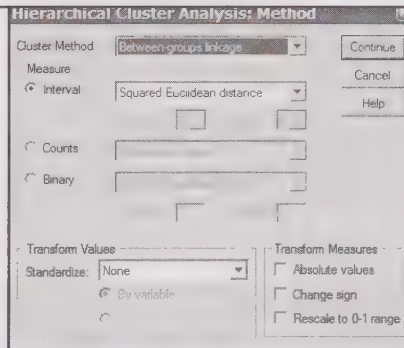 Hierarchical Cluster Analysis: Method
Cluster Method Between-groups linkage Continue
Measure Cancel
Interval Squared Euclidean distance Help
Counts
Binary
Transform Values Transform Measures
Standardize: None Absolute values
By variable Change sign
Rescale to 0-1 range